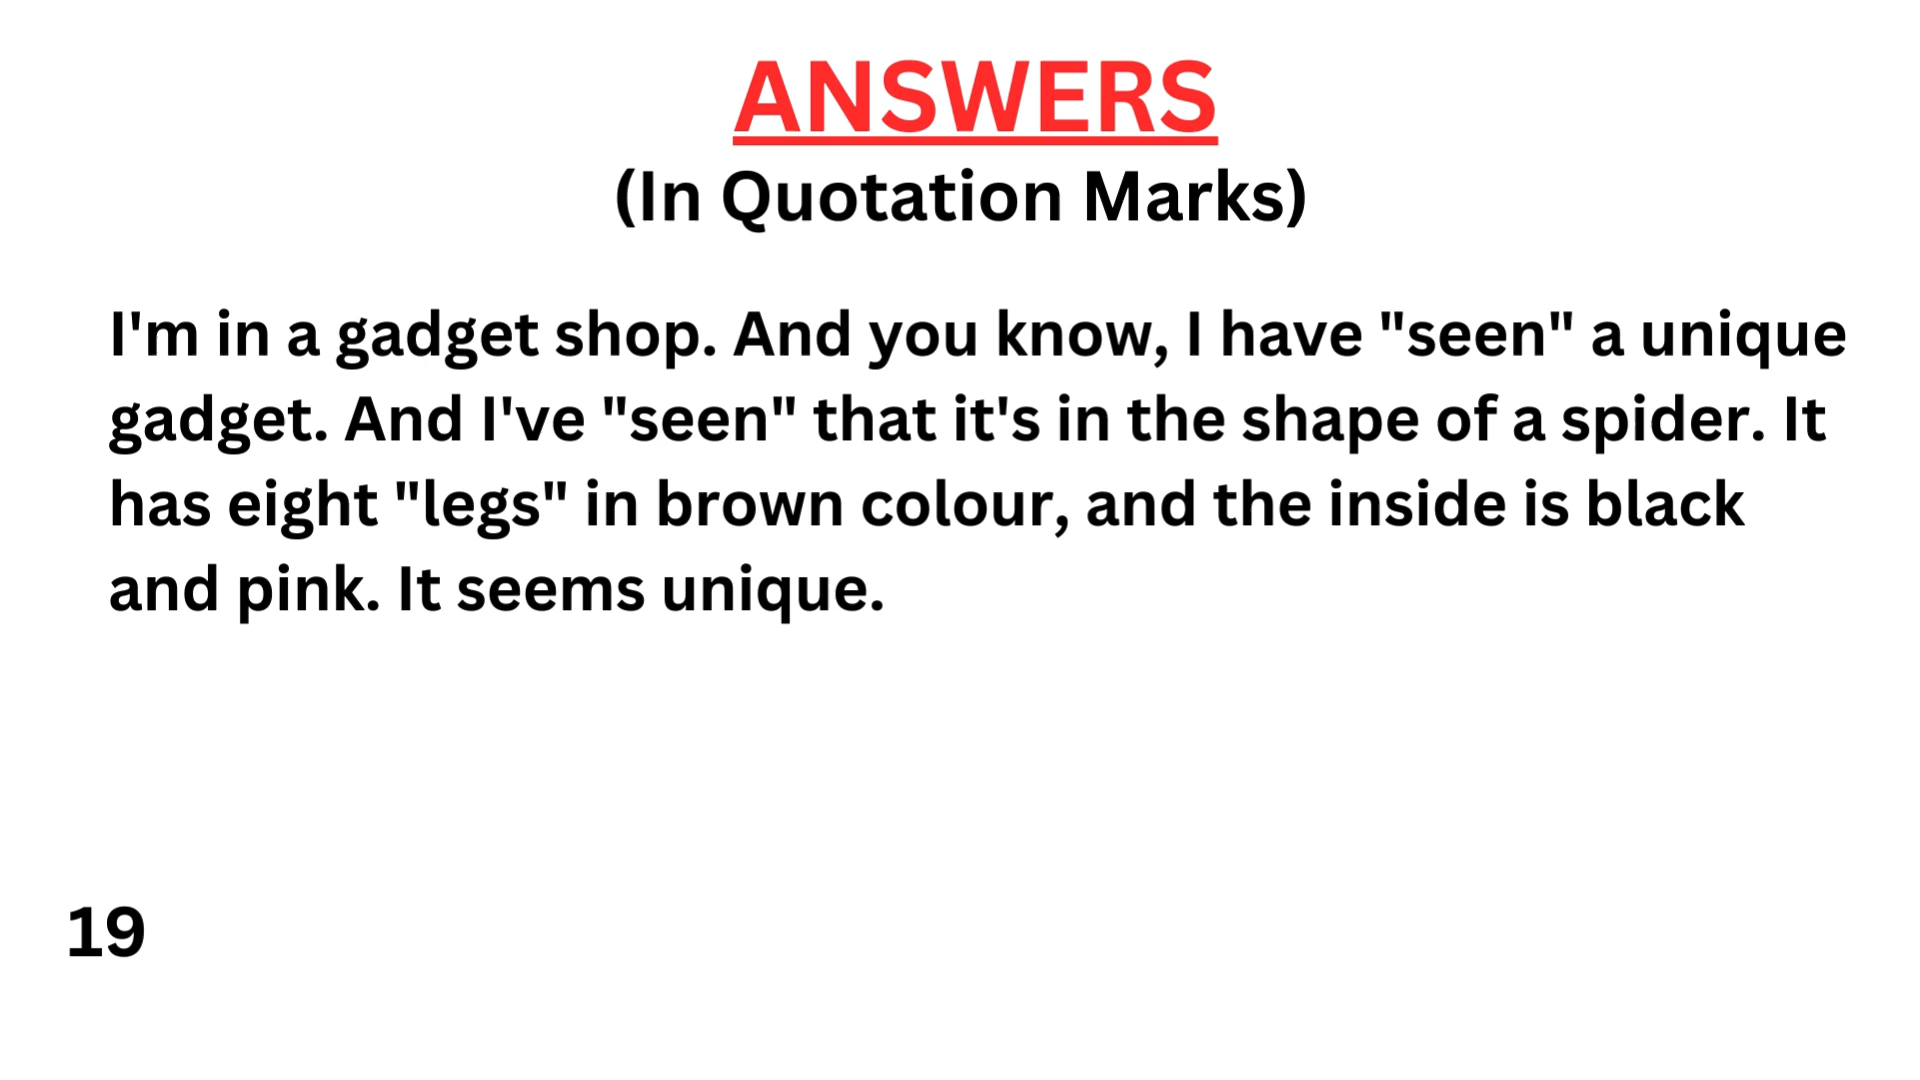 ANSWERS
(In Quotation Marks)
I'm in a gadget shop. And you know, I have "seen" a unique
gadget. And I've "seen" that it's in the shape of a spider. It
has eight "legs" in brown colour, and the inside is black
and pink. It seems unique.
19